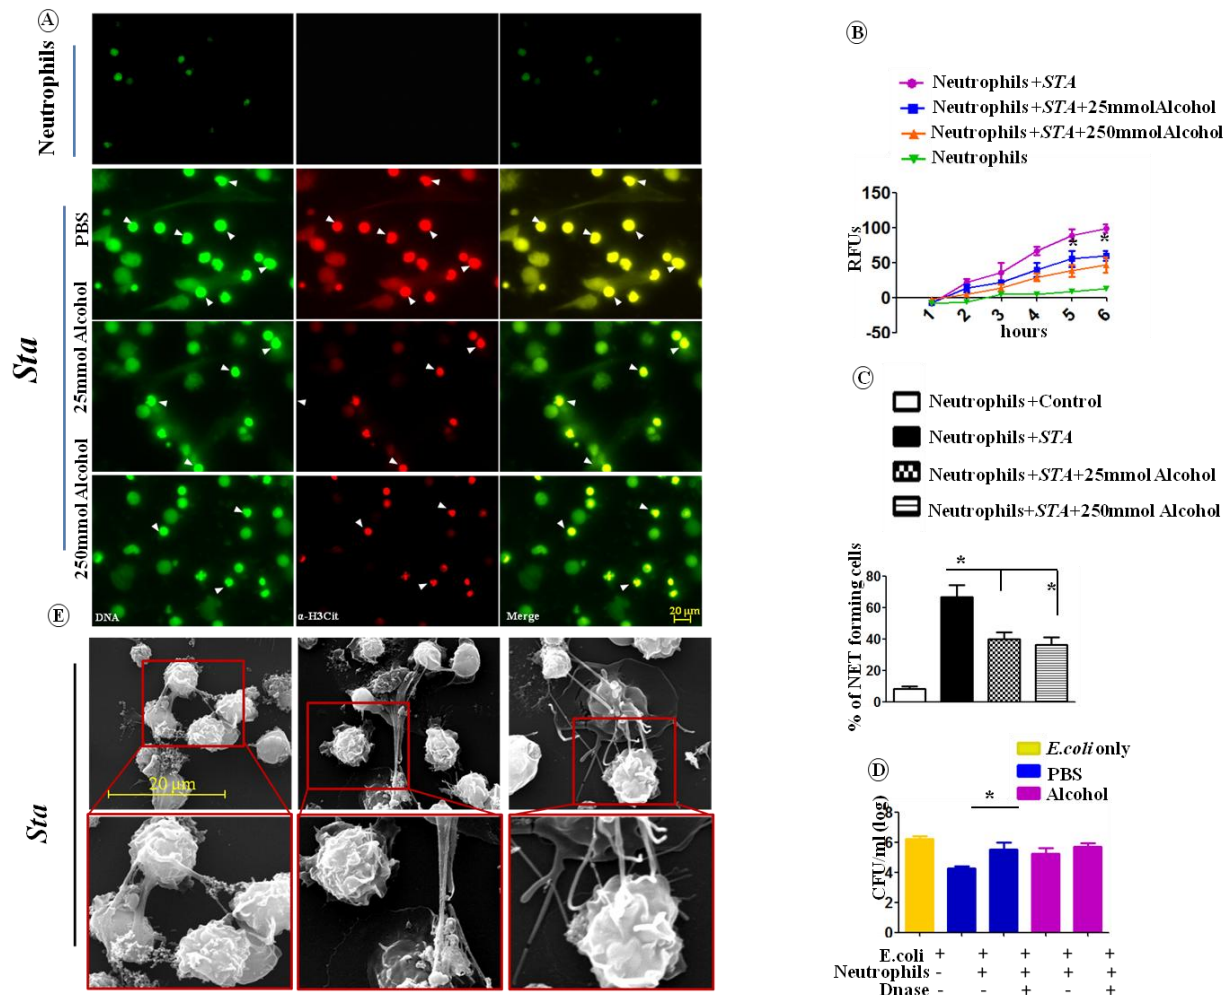 A
Neutrophils
Sta
PBS
25mmol Alcohol
250mmol Alcohol
DNA
α-H3Cit
Merge
20 µm
B
Neutrophils+STA
Neutrophils+STA+25mmolAlcohol
Neutrophils+STA+250mmolAlcohol
Neutrophils
RFUs
150
100
50
0
-50
* *
1 2 3 4 5 6
hours
C
Neutrophils+Control
Neutrophils+STA
Neutrophils+STA+25mmol Alcohol
Neutrophils+STA+250mmol Alcohol
% of NET forming cells
80
60
40
20
0
* *
D
E.coli only
PBS
Alcohol
CFU/ml (log)
8
6
4
2
0
*
E.coli + + + + + +
Neutrophils - + + + +
Dnase - - + - +
E
Sta
20 µm